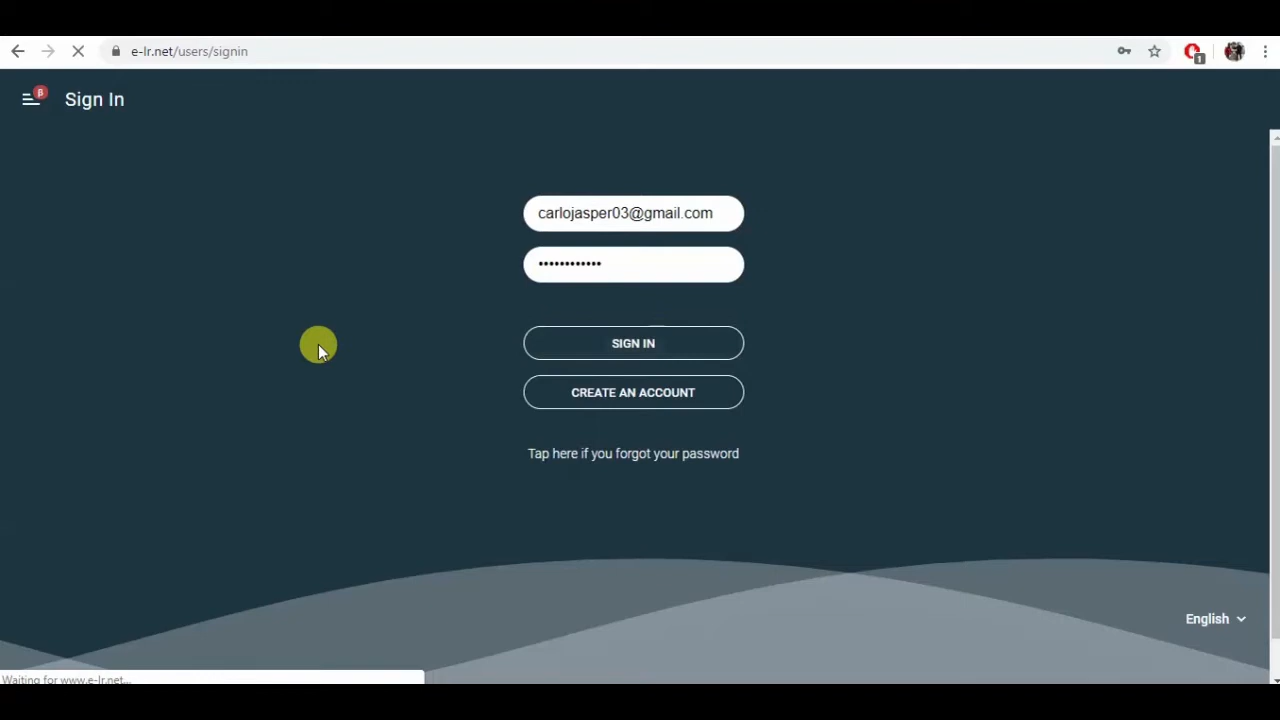 e-lr.net/users/signin
1
β
Sign In
carlojasper03@gmail.com
••••••••••••
SIGN IN
CREATE AN ACCOUNT
Tap here if you forgot your password
English
Waiting for www.e-lr.net...